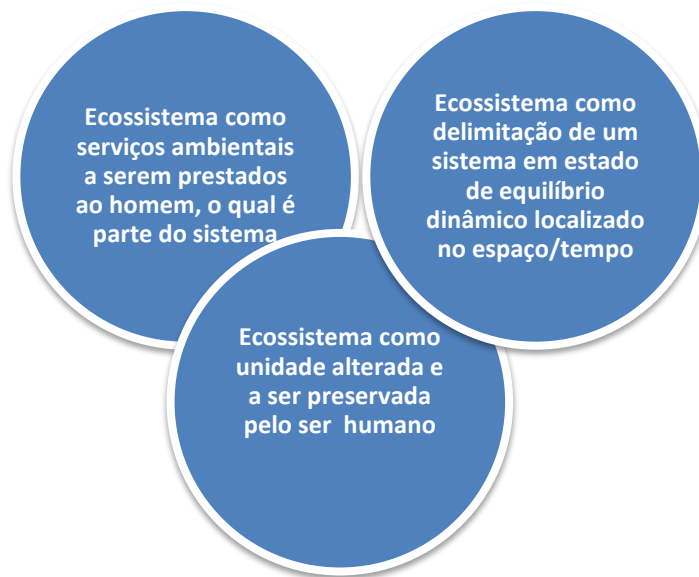 Ecossistema como
serviços ambientais
a serem prestados
ao homem, o qual é
parte do sistema
Ecossistema como
delimitação de um
sistema em estado
de equilíbrio
dinâmico localizado
no espaço/tempo
Ecossistema como
unidade alterada e
a ser preservada
pelo ser humano